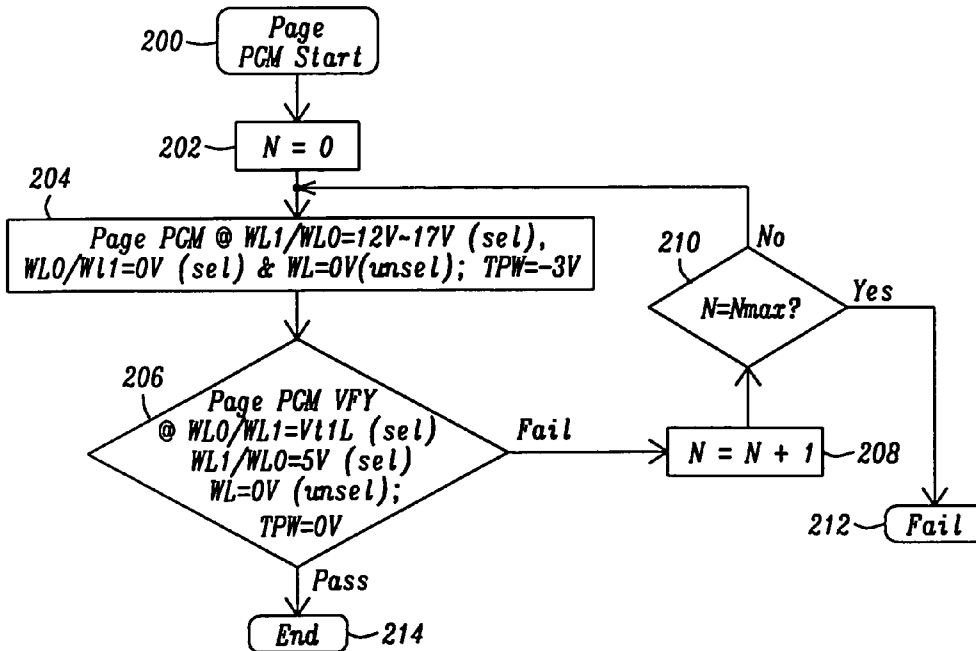 200
Page
PCM Start
202
N = 0
204
Page PCM @ WL1/WL0=12V~17V (sel),
WL0/Wl1=0V (sel) & WL=0V(unsel); TPW=-3V
206
Page PCM VFY
@ WL0/WL1=Vt1L (sel)
WL1/WL0=5V (sel)
WL=0V (unsel);
TPW=0V
Fail
Pass
N = N + 1
208
210
N=Nmax?
No
Yes
212
Fail
End
214